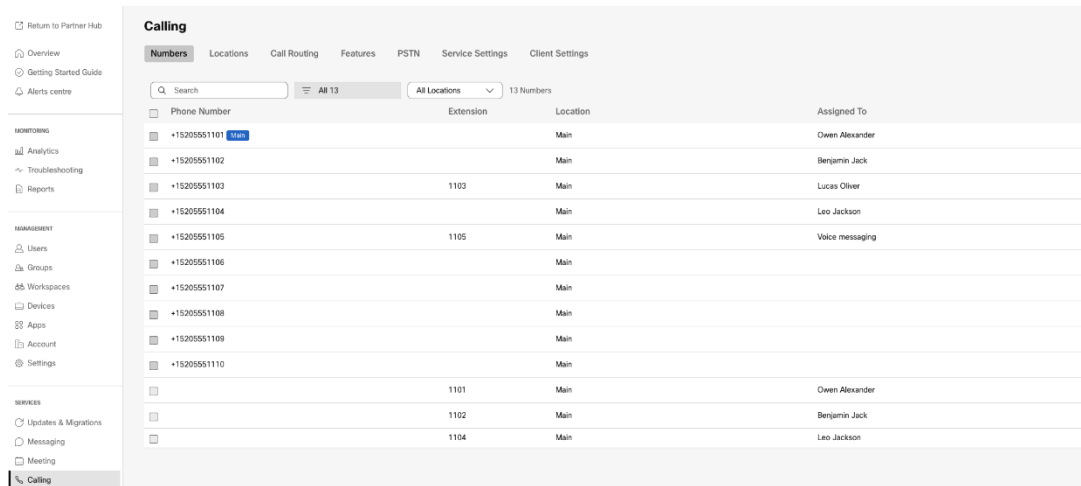 Return to Partner Hub
Overview
Getting Started Guide
Alerts centre
MONITORING
Analytics
Troubleshooting
Reports
MANAGEMENT
Users
Groups
Workspaces
Devices
Apps
Account
Settings
SERVICES
Updates & Migrations
Messaging
Meeting
Calling
Calling
Numbers Locations Call Routing Features PSTN Service Settings Client Settings
Search All 13 All Locations 13 Numbers
Phone Number Extension Location Assigned To
+15205551101 Main Main Owen Alexander
+15205551102 Main Benjamin Jack
+15205551103 1103 Main Lucas Oliver
+15205551104 Main Leo Jackson
+15205551105 1105 Main Voice messaging
+15205551106 Main
+15205551107 Main
+15205551108 Main
+15205551109 Main
+15205551110 Main
1101 Main Owen Alexander
1102 Main Benjamin Jack
1104 Main Leo Jackson